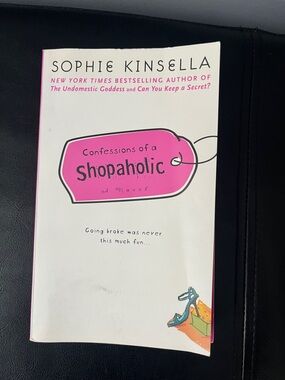 SOPHIE KINSELLA
NEW YORK TIMES BESTSELLING AUTHOR OF
The Undomestic Goddess and Can You Keep a Secret?
Confessions of a
Shopaholic
a novel
Going broke was never
this much fun...